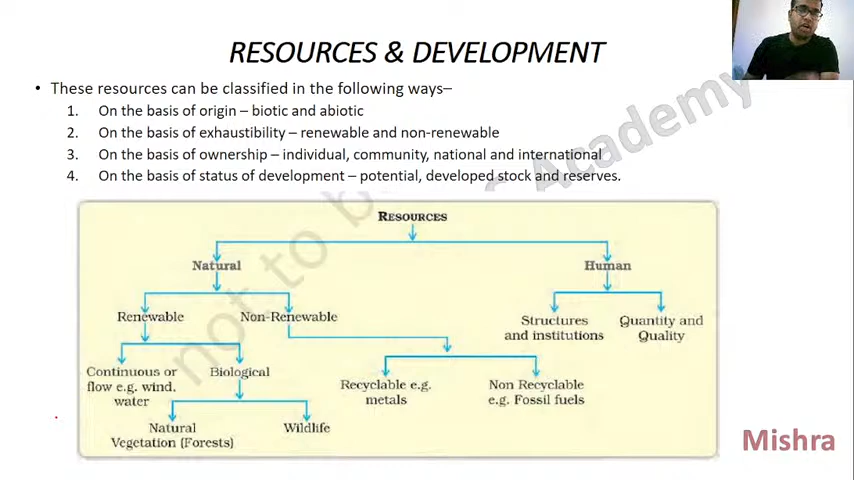 RESOURCES & DEVELOPMENT
• These resources can be classified in the following ways–
1. On the basis of origin – biotic and abiotic
2. On the basis of exhaustibility – renewable and non-renewable
3. On the basis of ownership – individual, community, national and international
4. On the basis of status of development – potential, developed stock and reserves.
RESOURCES
Natural Human
Renewable Non-Renewable
Structures and institutions
Quantity and Quality
Continuous or flow e.g. wind, water
Biological
Recyclable e.g. metals
Non Recyclable e.g. Fossil fuels
Natural Vegetation (Forests)
Wildlife
not to b
Academy
Mishra